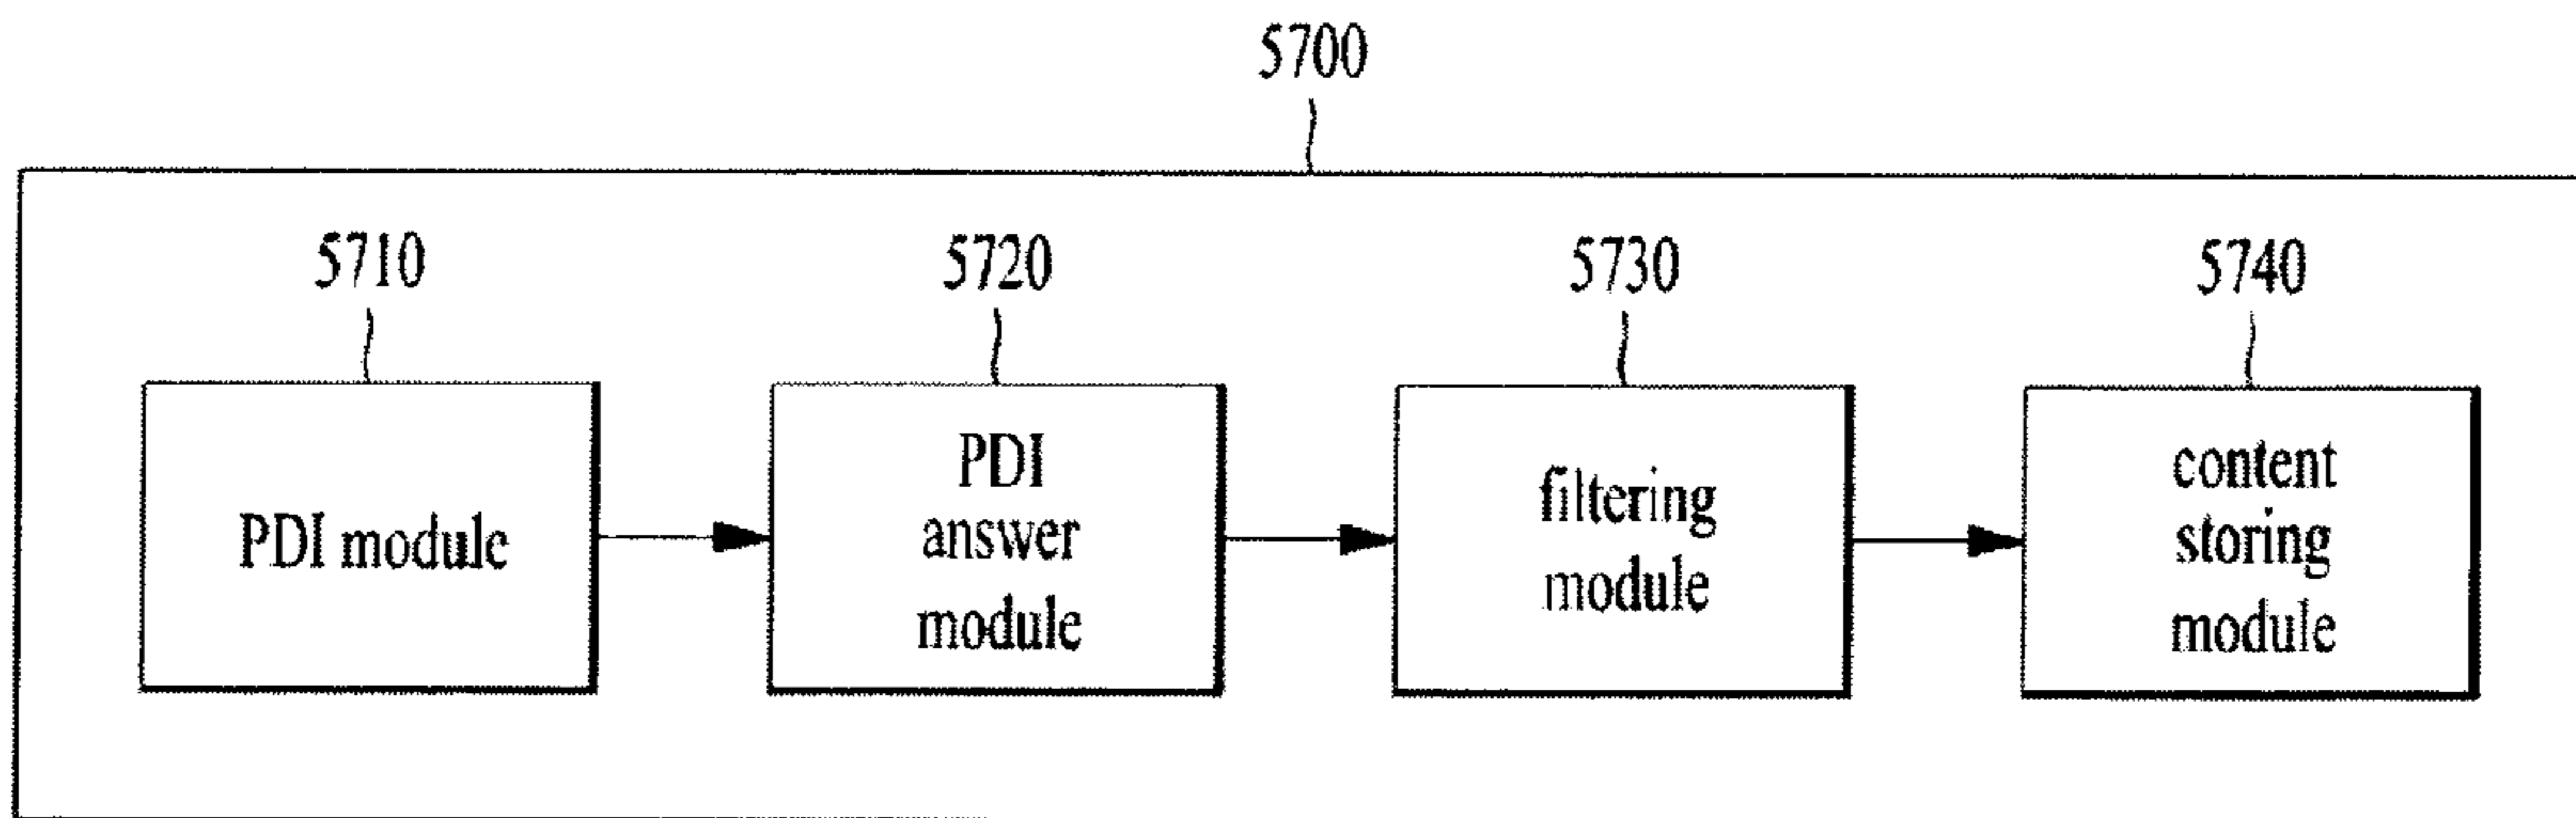 5700
5710
5720
5730
5740
PDI module
PDI
answer
module
filtering
module
content
storing
module